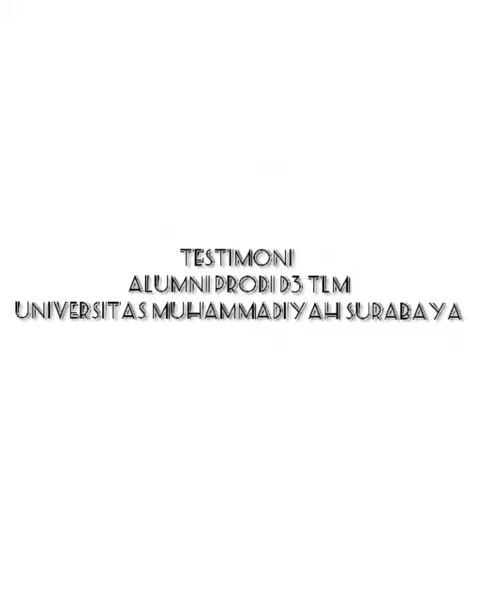 TESTIMONI
ALUMNI PRODI D3 TLM
UNIVERSITAS MUHAMMADIYAH SURABAYA